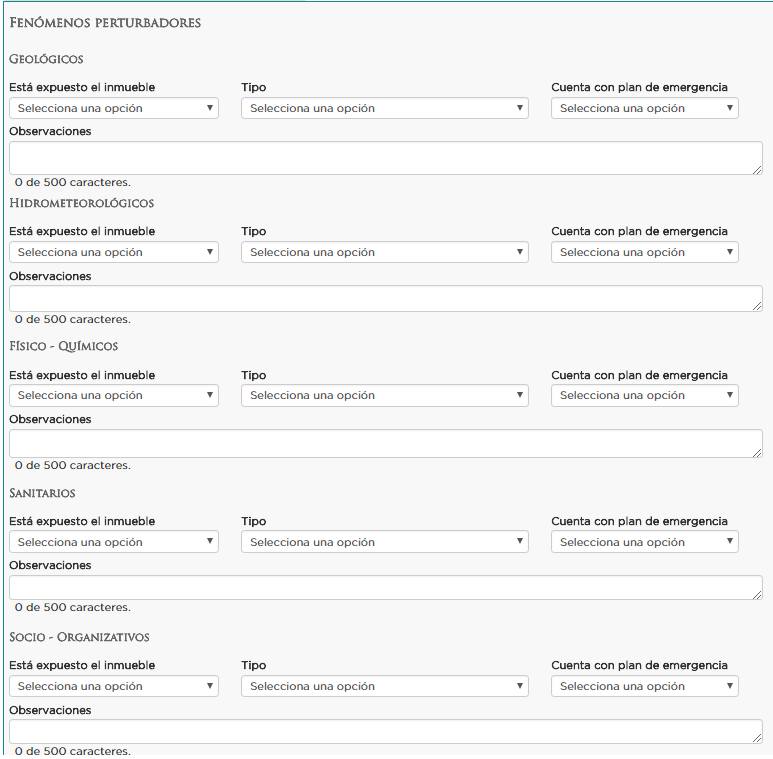 FENÓMENOS PERTURBADORES
GEOLÓGICOS
Está expuesto el inmueble Tipo Cuenta con plan de emergencia
Selecciona una opción Selecciona una opción Selecciona una opción
Observaciones
0 de 500 caracteres.
HIDROMETEOROLÓGICOS
Está expuesto el inmueble Tipo Cuenta con plan de emergencia
Selecciona una opción Selecciona una opción Selecciona una opción
Observaciones
0 de 500 caracteres.
FÍSICO - QUÍMICOS
Está expuesto el inmueble Tipo Cuenta con plan de emergencia
Selecciona una opción Selecciona una opción Selecciona una opción
Observaciones
0 de 500 caracteres.
SANITARIOS
Está expuesto el inmueble Tipo Cuenta con plan de emergencia
Selecciona una opción Selecciona una opción Selecciona una opción
Observaciones
0 de 500 caracteres.
SOCIO - ORGANIZATIVOS
Está expuesto el inmueble Tipo Cuenta con plan de emergencia
Selecciona una opción Selecciona una opción Selecciona una opción
Observaciones
0 de 500 caracteres.